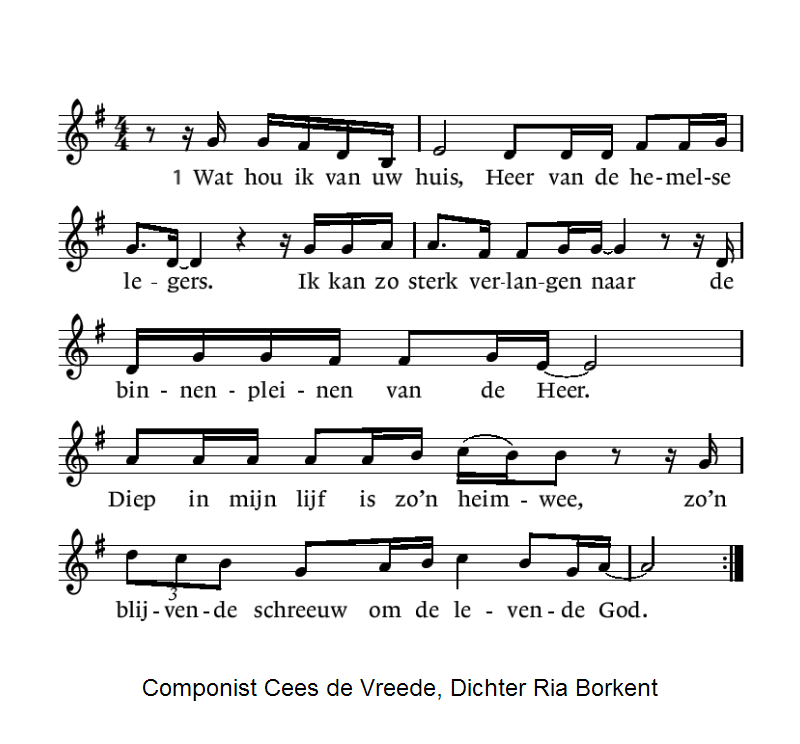 4
4
1 Wat hou ik van uw huis, Heer van de he-mel-se
le - gers. Ik kan zo sterk ver-lan-gen naar de
bin - nen - plei - nen van de Heer.
Diep in mijn lijf is zo'n heim - wee, zo'n
3
blij - ven - de schreeuw om de le - ven - de God.
Componist Cees de Vreede, Dichter Ria Borkent